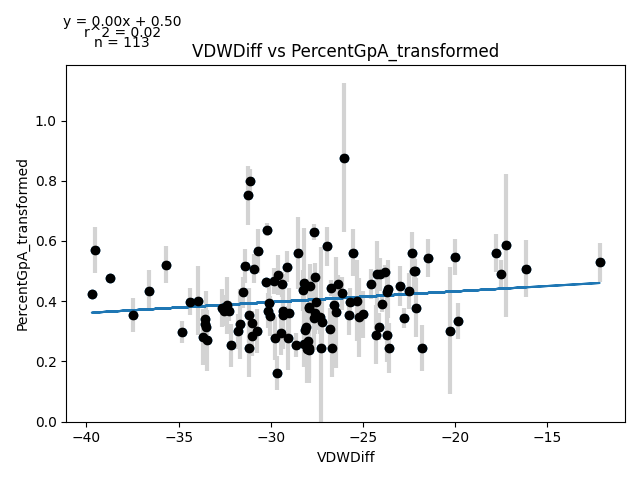 y = 0.00x + 0.50
r^2 = 0.02
n = 113
VDWDiff vs PercentGpA_transformed
PercentGpA_transformed
1.0
0.8
0.6
0.4
0.2
0.0
−40
−35
−30
−25
−20
−15
VDWDiff